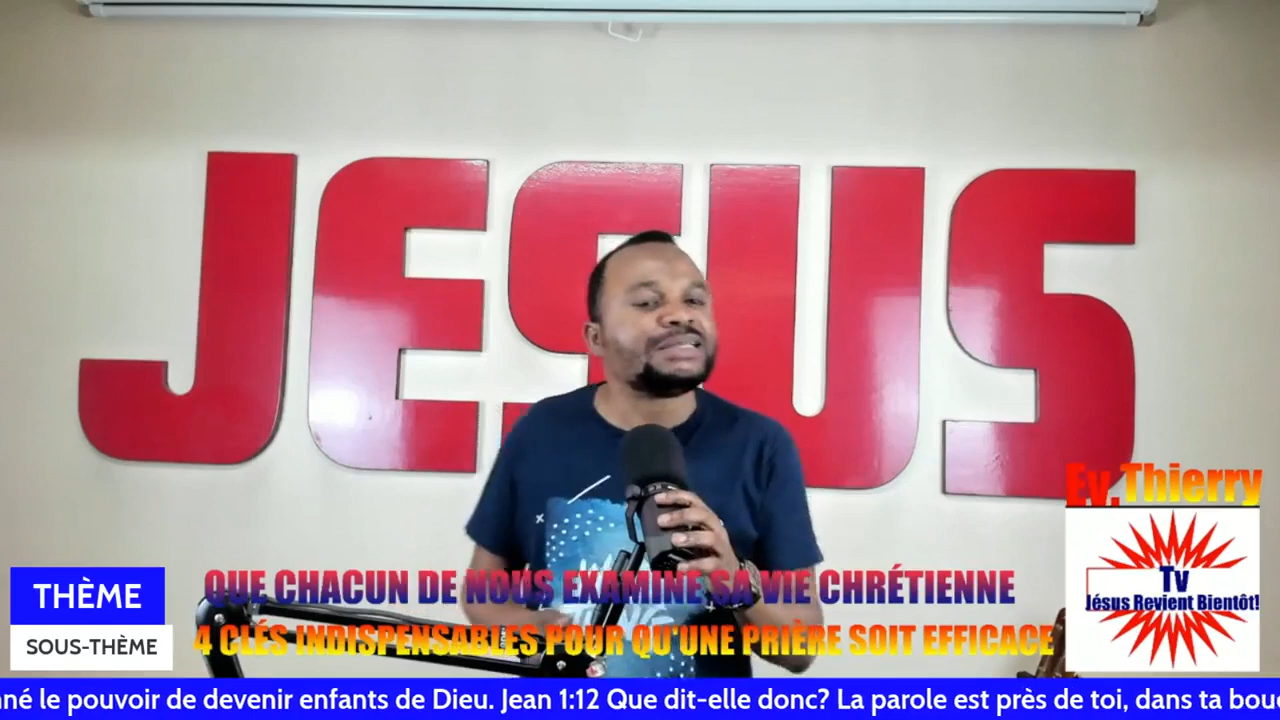 JESUS
Ev. Thierry
Tv
Jésus Revient Bientôt!
THÈME
QUE CHACUN DE NOUS EXAMINE SA VIE CHRÉTIENNE
SOUS-THÈME
4 CLÉS INDISPENSABLES POUR QU'UNE PRIÈRE SOIT EFFICACE
le pouvoir de devenir enfants de Dieu. Jean 1:12 Que dit-elle donc? La parole est près de toi, dans ta